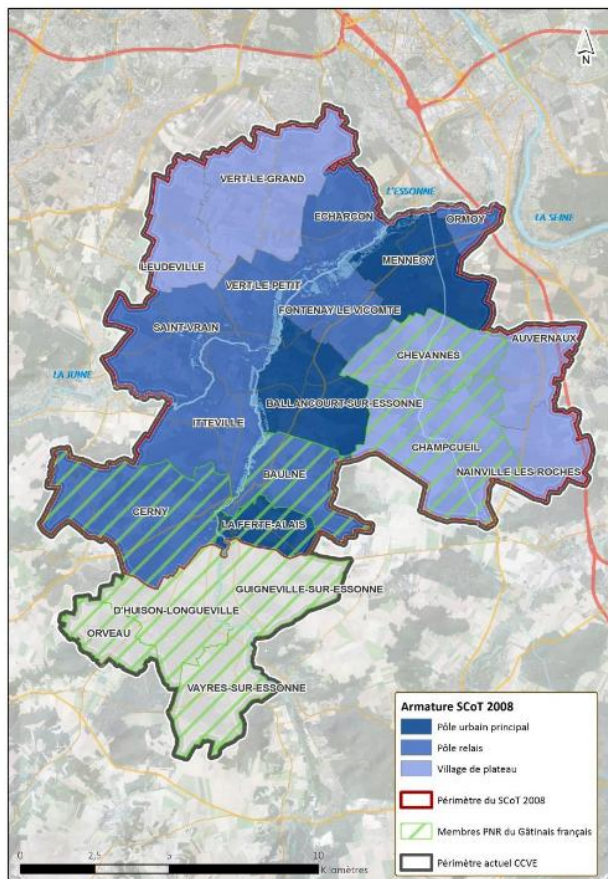 N
VERT-LE-GRAND
L'ESSONNE
ECHARCON
ORMOY
LA SEINE
MENNECY
LEUDEVILLE
VERT-LE-PETIT
FONTENAY-LE-VICOMTE
SAINT-VRAIN
AUVERNAUX
CHEVANNES
LA JUINE
BALLANCOURT-SUR-ESSONNE
ITTEVILLE
CHAMPCUEIL
BAULNE
NAINVILLE-LES-ROCHES
CERNY
LA FERTE-ALAIS
GUIGNEVILLE-SUR-ESSONNE
D'HUISON-LONGUEVILLE
ORVEAU
VAYRES-SUR-ESSONNE
Armature SCoT 2008
Pôle urbain principal
Pôle relais
Village de plateau
Périmètre du SCoT 2008
Membres PNR du Gâtinais français
Périmètre actuel CCVE
0 2,5 5 10
Kilomètres